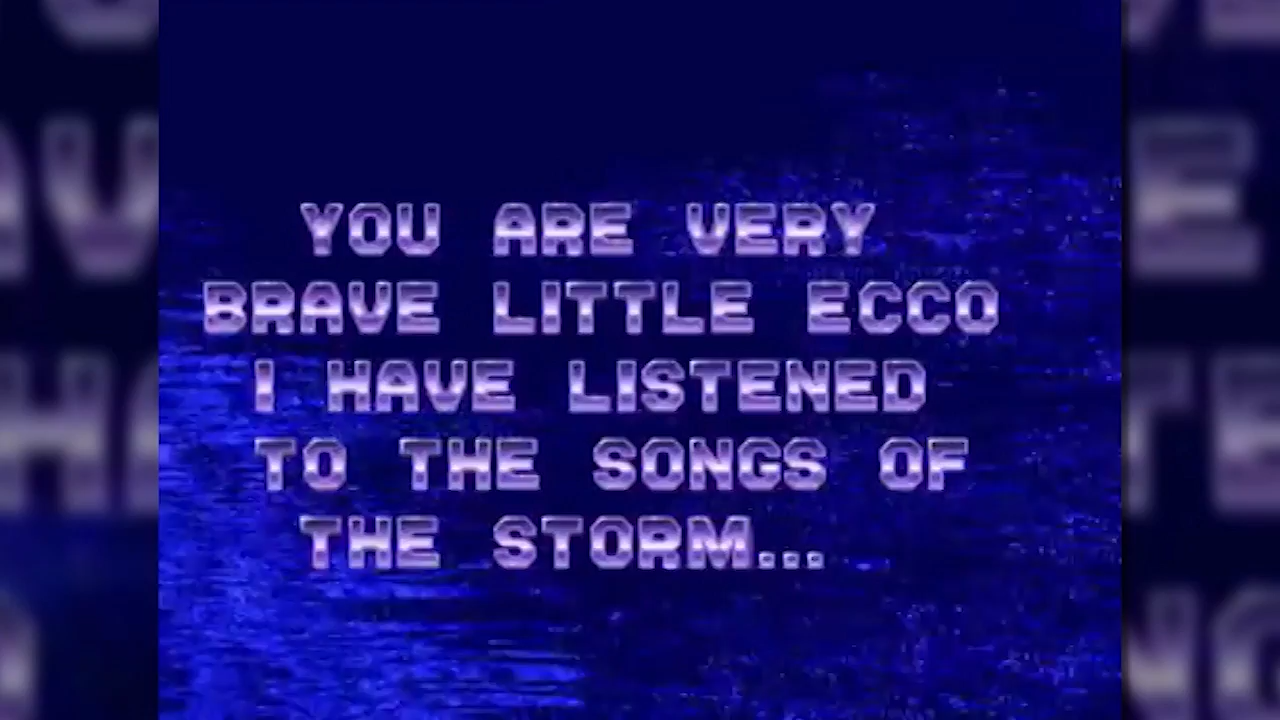 YOU ARE VERY
BRAVE LITTLE ECCO
I HAVE LISTENED
TO THE SONGS OF
THE STORM...